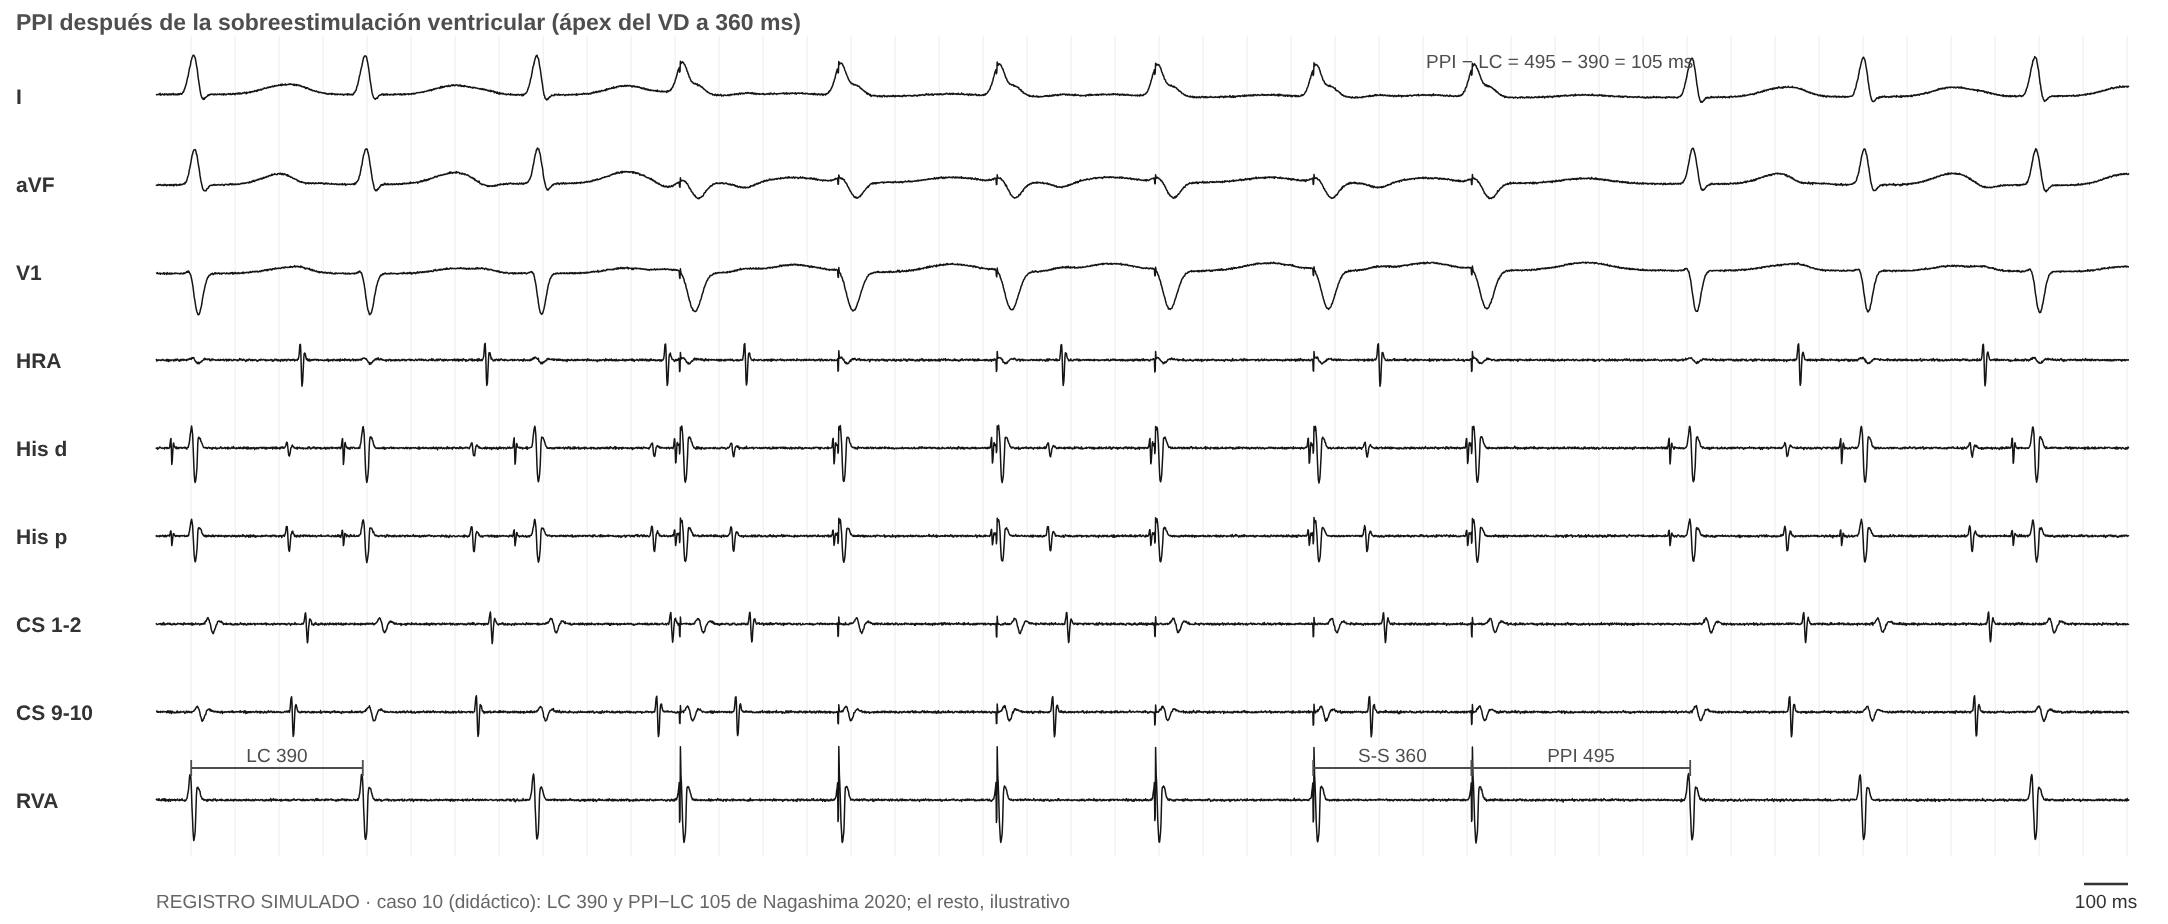 PPI después de la sobreestimulación ventricular (ápex del VD a 360 ms)
PPI − LC = 495 − 390 = 105 ms
I
aVF
V1
HRA
His d
His p
CS 1-2
CS 9-10
LC 390
S-S 360
PPI 495
RVA
REGISTRO SIMULADO · caso 10 (didáctico): LC 390 y PPI−LC 105 de Nagashima 2020; el resto, ilustrativo
100 ms